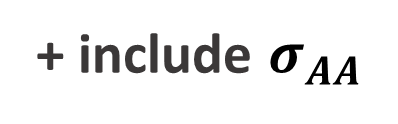 + include σ_AA